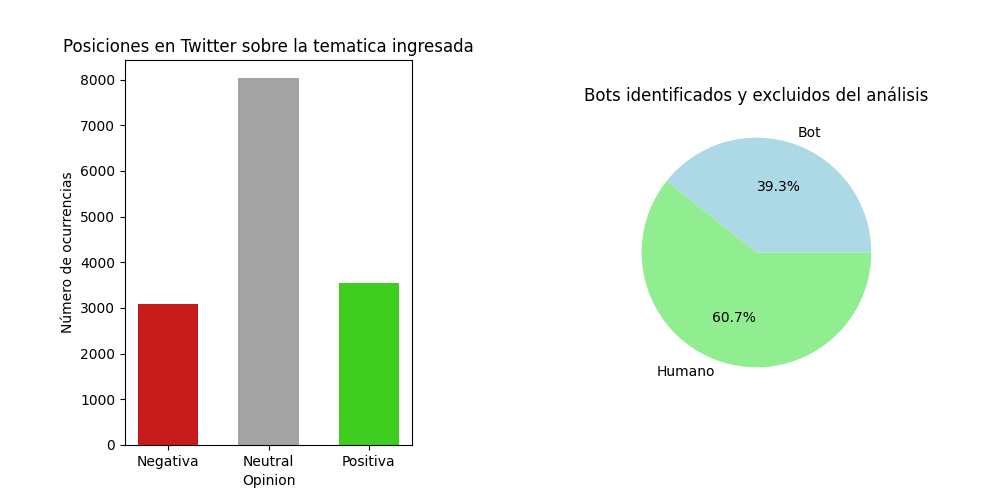 Posiciones en Twitter sobre la tematica ingresada
Número de ocurrencias
8000
7000
6000
5000
4000
3000
2000
1000
0
Negativa
Neutral
Positiva
Opinion
Bots identificados y excluidos del análisis
Bot
39.3%
60.7%
Humano